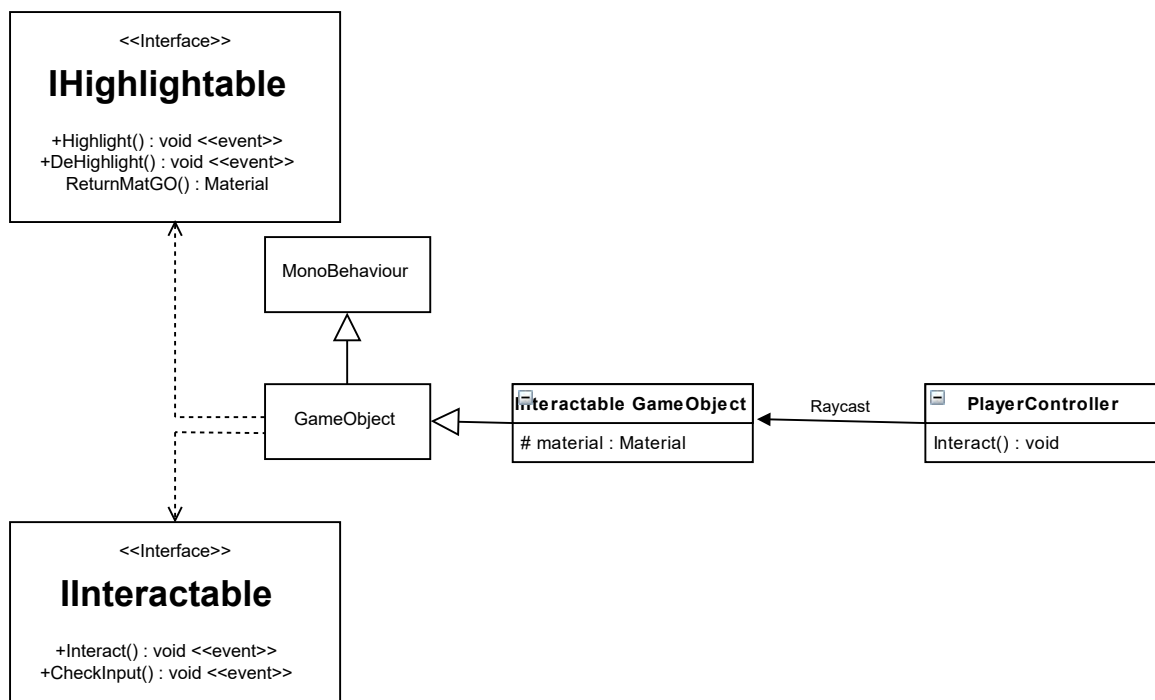 <<Interface>>
IHighlightable
+Highlight() : void <<event>>
+DeHighlight() : void <<event>>
ReturnMatGO() : Material
MonoBehaviour
GameObject
Interactable GameObject
# material : Material
Raycast
PlayerController
Interact() : void
<<Interface>>
IInteractable
+Interact() : void <<event>>
+CheckInput() : void <<event>>